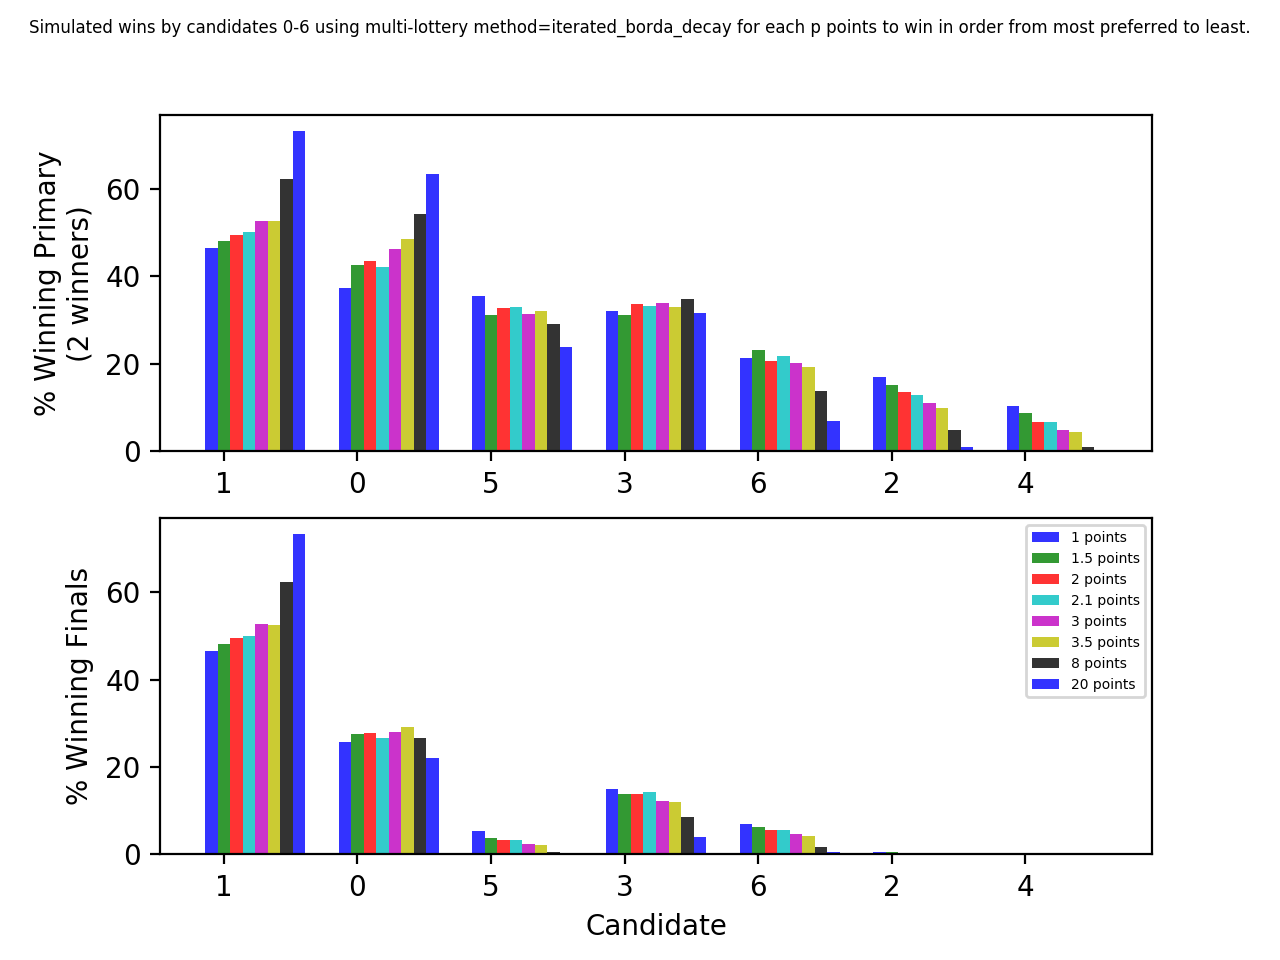 Simulated wins by candidates 0-6 using multi-lottery method=iterated_borda_decay for each p points to win in order from most preferred to least.
% Winning Primary
(2 winners)
60
40
20
0
1 0 5 3 6 2 4
% Winning Finals
60
40
20
0
1 points
1.5 points
2 points
2.1 points
3 points
3.5 points
8 points
20 points
1 0 5 3 6 2 4
Candidate